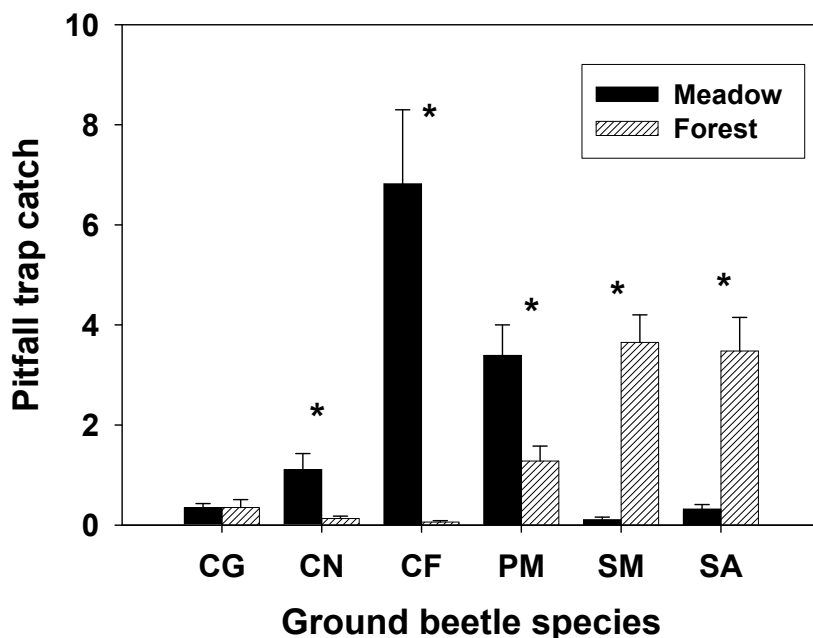 10
8
6
4
2
0
Pitfall trap catch
Meadow
Forest
*
*
*
*
*
CG CN CF PM SM SA
Ground beetle species